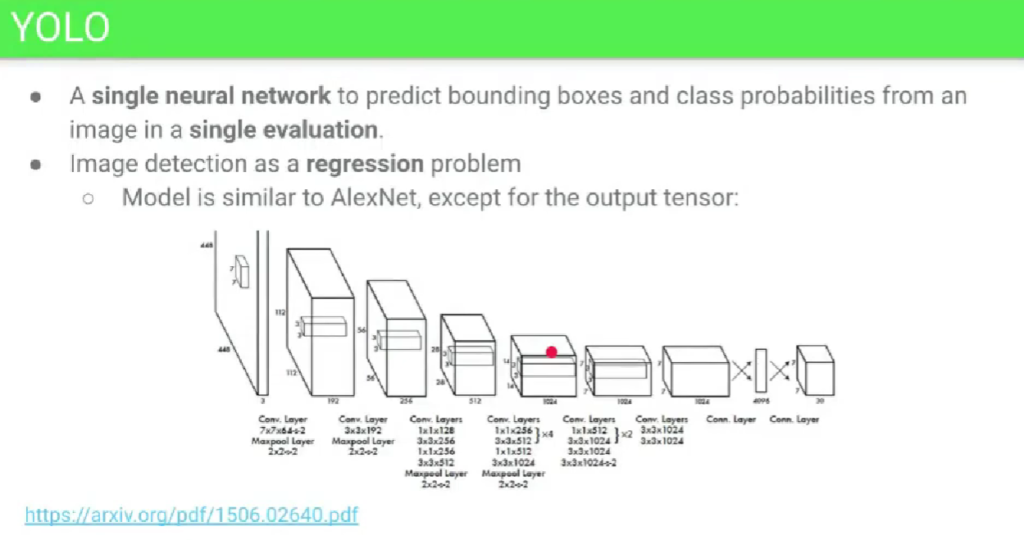 YOLO
● A single neural network to predict bounding boxes and class probabilities from an
image in a single evaluation.
● Image detection as a regression problem
○ Model is similar to AlexNet, except for the output tensor:
448
7
7
448
3
112
3
3
112
192
56
3
3
56
256
28
3
3
28
512
14
3
3
14
1024
7
3
3
7
1024
7
7
1024
4096
7
7
30
Conv. Layer
7x7x64-s-2
Maxpool Layer
2x2-s-2
Conv. Layer
3x3x192
Maxpool Layer
2x2-s-2
Conv. Layers
1x1x128
3x3x256
1x1x256
3x3x512
Maxpool Layer
2x2-s-2
Conv. Layers
1x1x256
3x3x512 }x4
1x1x512
3x3x1024
Maxpool Layer
2x2-s-2
Conv. Layers
1x1x512
3x3x1024 }x2
3x3x1024
3x3x1024-s-2
Conv. Layers
3x3x1024
3x3x1024
Conn. Layer
Conn. Layer
https://arxiv.org/pdf/1506.02640.pdf